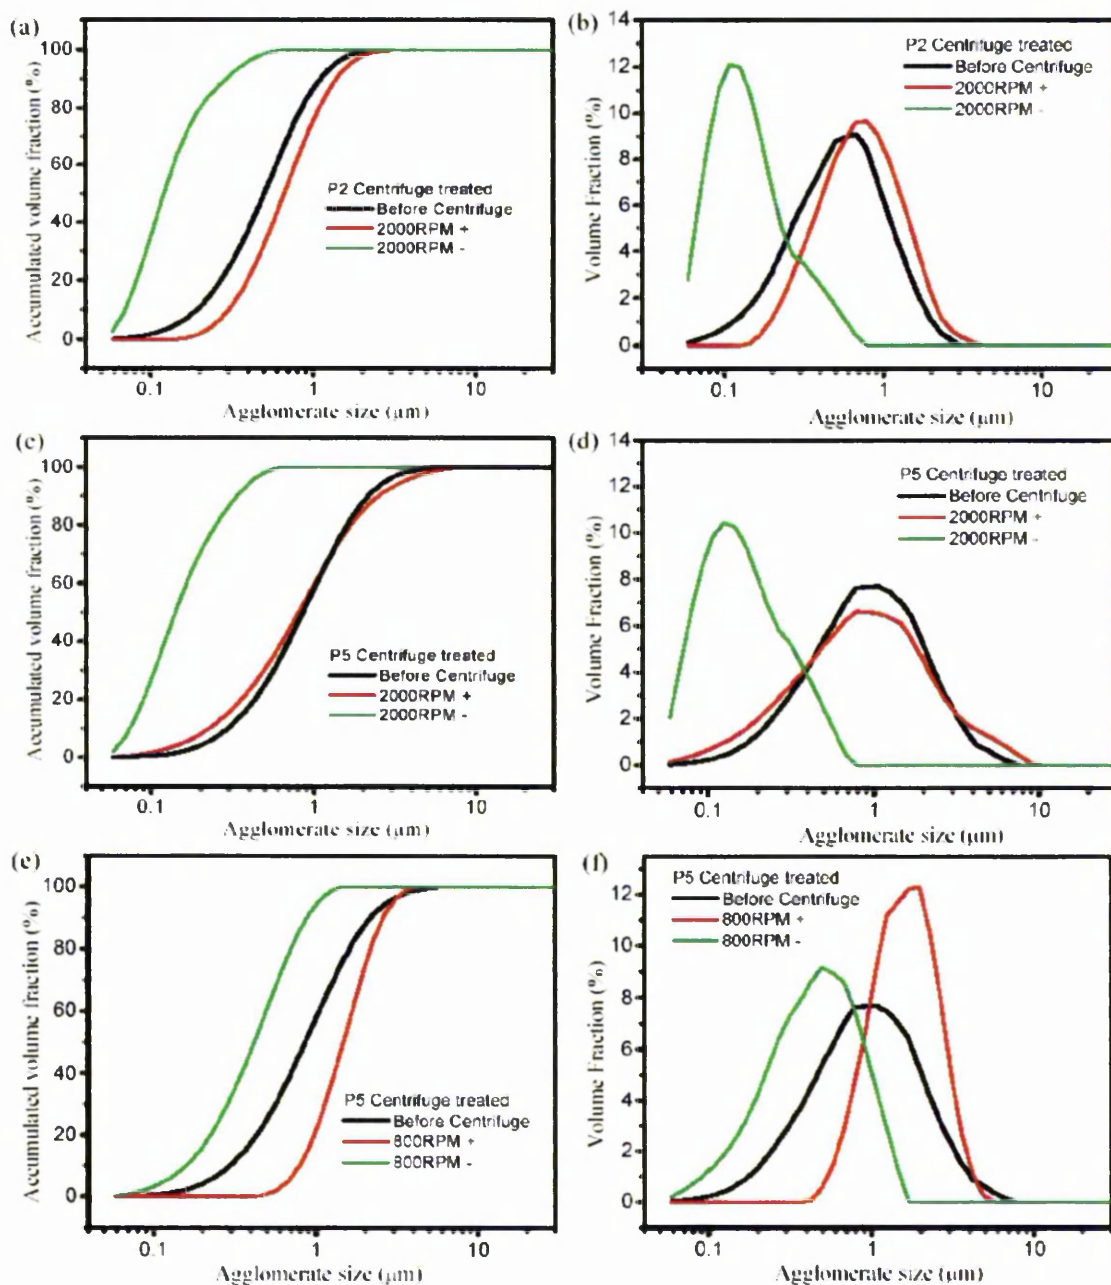 (a)
100
80
60
40
20
0
Accumulated volume fraction (%)
P2 Centrifuge treated
Before Centrifuge
2000RPM +
2000RPM -
0.1 1 10
Agglomerate size (μm)
(b)
14
12
10
8
6
4
2
0
Volume Fraction (%)
P2 Centrifuge treated
Before Centrifuge
2000RPM +
2000RPM -
0.1 1 10
Agglomerate size (μm)
(c)
100
80
60
40
20
0
Accumulated volume fraction (%)
P5 Centrifuge treated
Before Centrifuge
2000RPM +
2000RPM -
0.1 1 10
Agglomerate size (μm)
(d)
14
12
10
8
6
4
2
0
Volume Fraction (%)
P5 Centrifuge treated
Before Centrifuge
2000RPM +
2000RPM -
0.1 1 10
Agglomerate size (μm)
(e)
100
80
60
40
20
0
Accumulated volume fraction (%)
P5 Centrifuge treated
Before Centrifuge
800RPM +
800RPM -
0.1 1 10
Agglomerate size (μm)
(f)
12
10
8
6
4
2
0
Volume Fraction (%)
P5 Centrifuge treated
Before Centrifuge
800RPM +
800RPM -
0.1 1 10
Agglomerate size (μm)